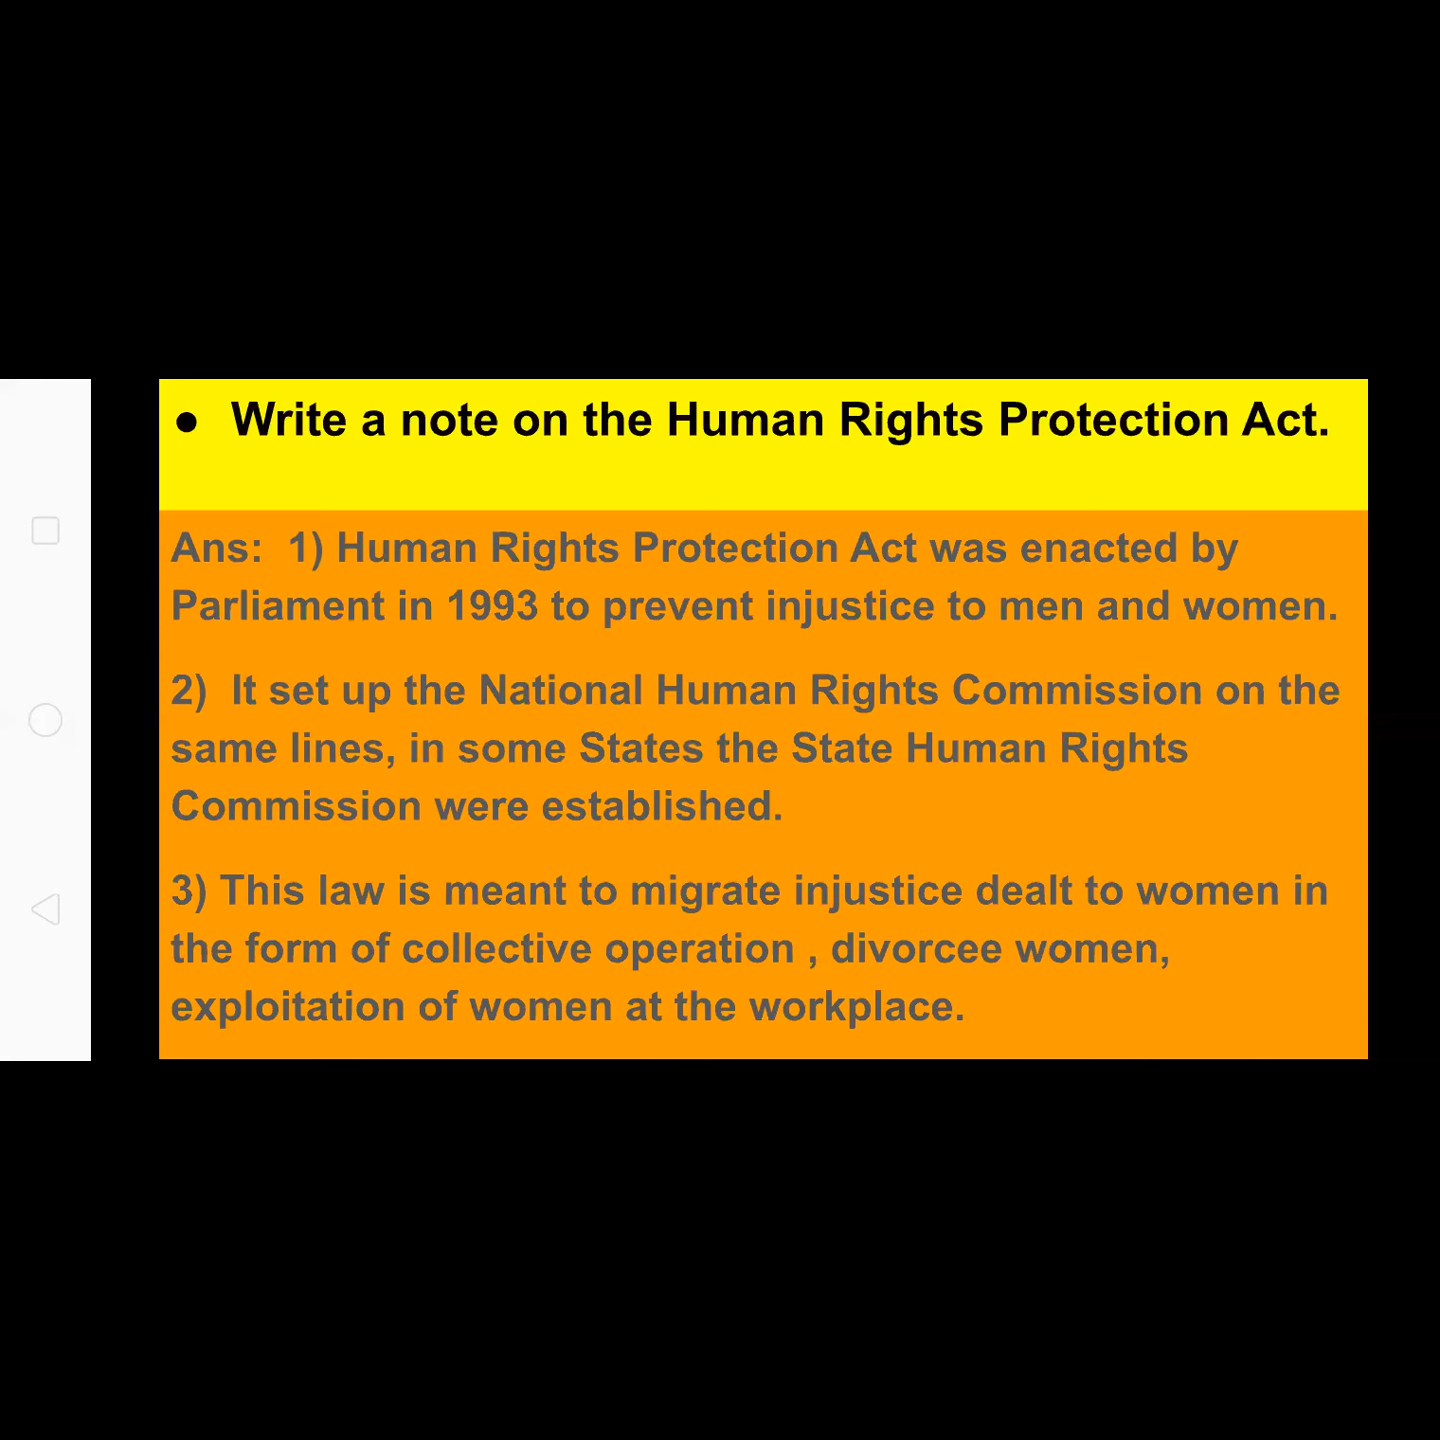 ● Write a note on the Human Rights Protection Act.
Ans: 1) Human Rights Protection Act was enacted by
Parliament in 1993 to prevent injustice to men and women.
2) It set up the National Human Rights Commission on the
same lines, in some States the State Human Rights
Commission were established.
3) This law is meant to migrate injustice dealt to women in
the form of collective operation , divorcee women,
exploitation of women at the workplace.